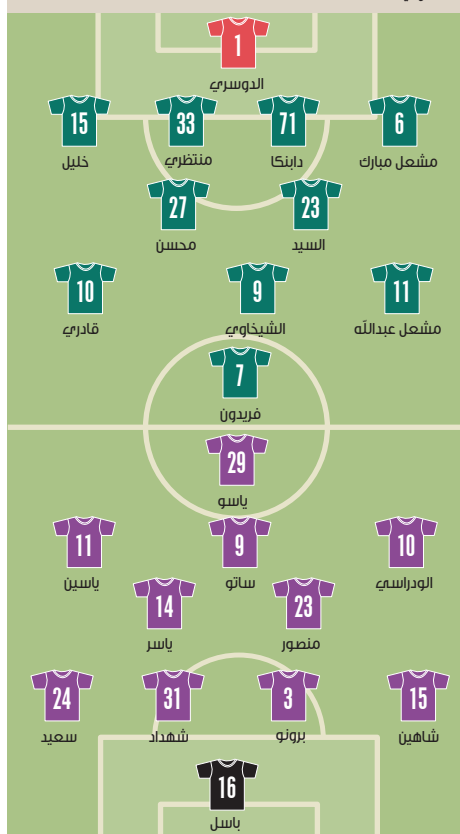 1
الدوسري
6 71 33 15
مشعل مبارك دابنكا منتظري خليل
23 27
السيد محسن
11 9 10
مشعل عبدالله الشيخاوي قادري
7
فريدون
29
ياسو
10 9 11
الودراسي ساتو ياسين
23 14
منصور ياسر
15 3 31 24
شاهين برونو شهداد سعيد
16
باسل